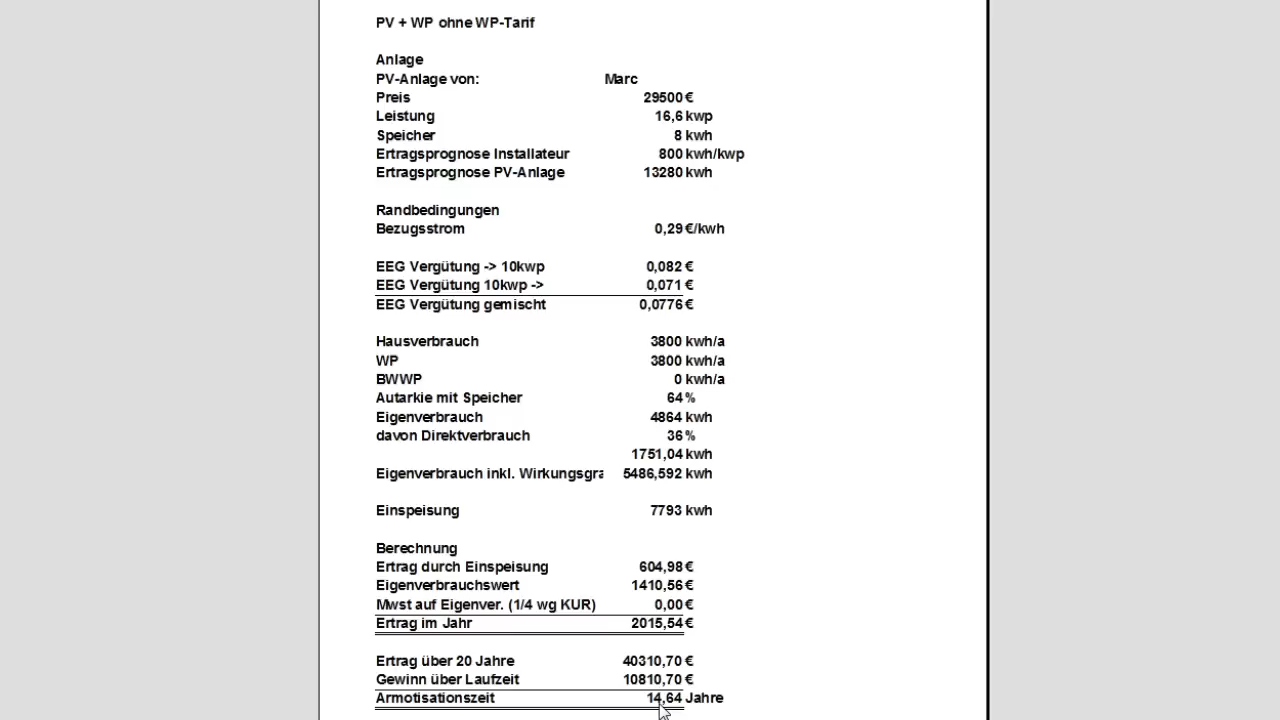 PV + WP ohne WP-Tarif
Anlage
PV-Anlage von: Marc
Preis 29500 €
Leistung 16,6 kwp
Speicher 8 kwh
Ertragsprognose Installateur 800 kwh/kwp
Ertragsprognose PV-Anlage 13280 kwh
Randbedingungen
Bezugsstrom 0,29 €/kwh
EEG Vergütung -> 10kwp 0,082 €
EEG Vergütung 10kwp -> 0,071 €
EEG Vergütung gemischt 0,0776 €
Hausverbrauch 3800 kwh/a
WP 3800 kwh/a
BWWP 0 kwh/a
Autarkie mit Speicher 64 %
Eigenverbrauch 4864 kwh
davon Direktverbrauch 36 %
1751,04 kwh
Eigenverbrauch inkl. Wirkungsgra 5486,592 kwh
Einspeisung 7793 kwh
Berechnung
Ertrag durch Einspeisung 604,98 €
Eigenverbrauchswert 1410,56 €
Mwst auf Eigenver. (1/4 wg KUR) 0,00 €
Ertrag im Jahr 2015,54 €
Ertrag über 20 Jahre 40310,70 €
Gewinn über Laufzeit 10810,70 €
Armotisationszeit 14,64 Jahre